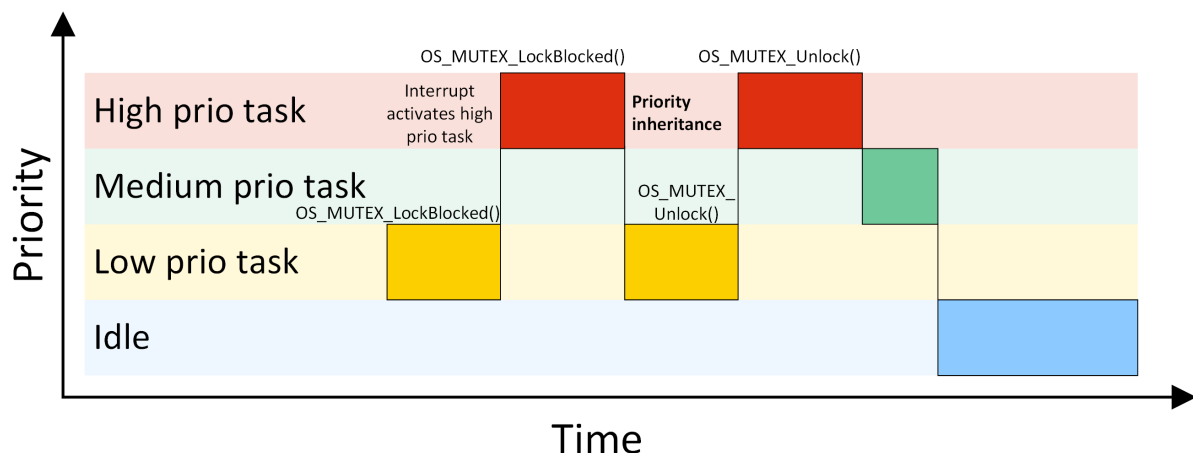 OS_MUTEX_LockBlocked()
OS_MUTEX_Unlock()
High prio task
Interrupt
activates high
prio task
Priority
inheritance
Medium prio task
OS_MUTEX_
Unlock()
OS_MUTEX_LockBlocked()
Low prio task
Idle
Priority
Time